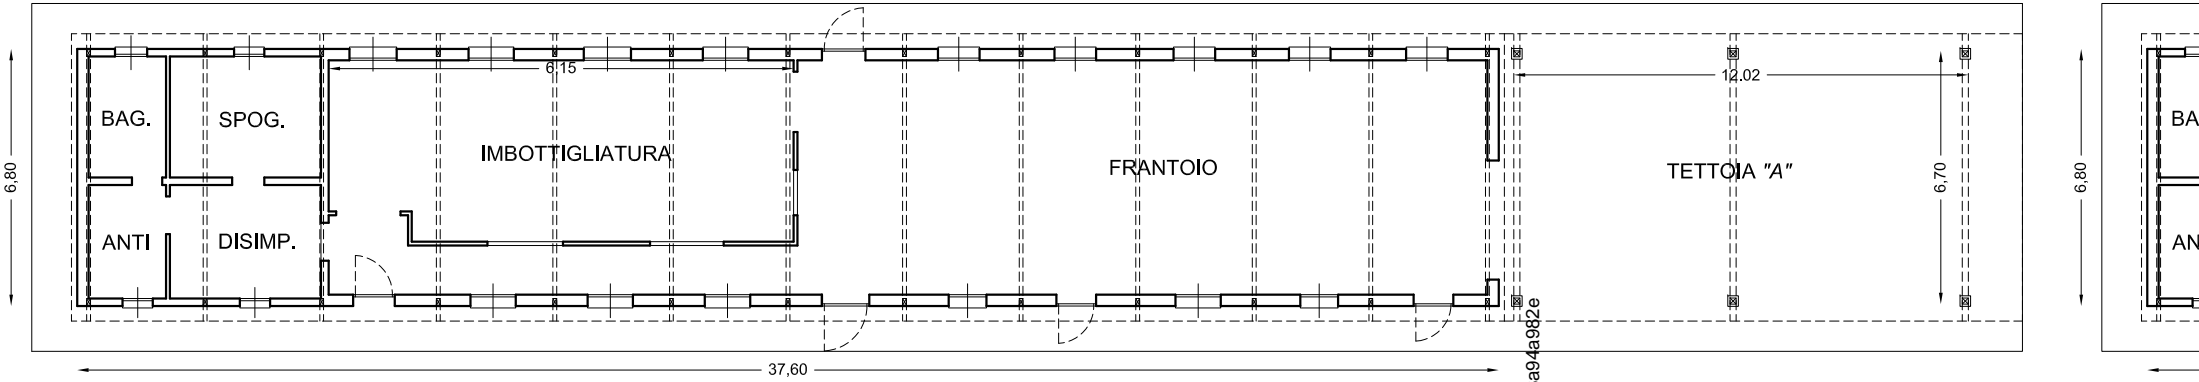 6,15
12.02
BAG.
SPOG.
IMBOTTIGLIATURA
FRANTOIO
TETTOIA "A"
6,80
6,70
6,80
BA
ANTI
DISIMP.
AN
a94a982e
37,60